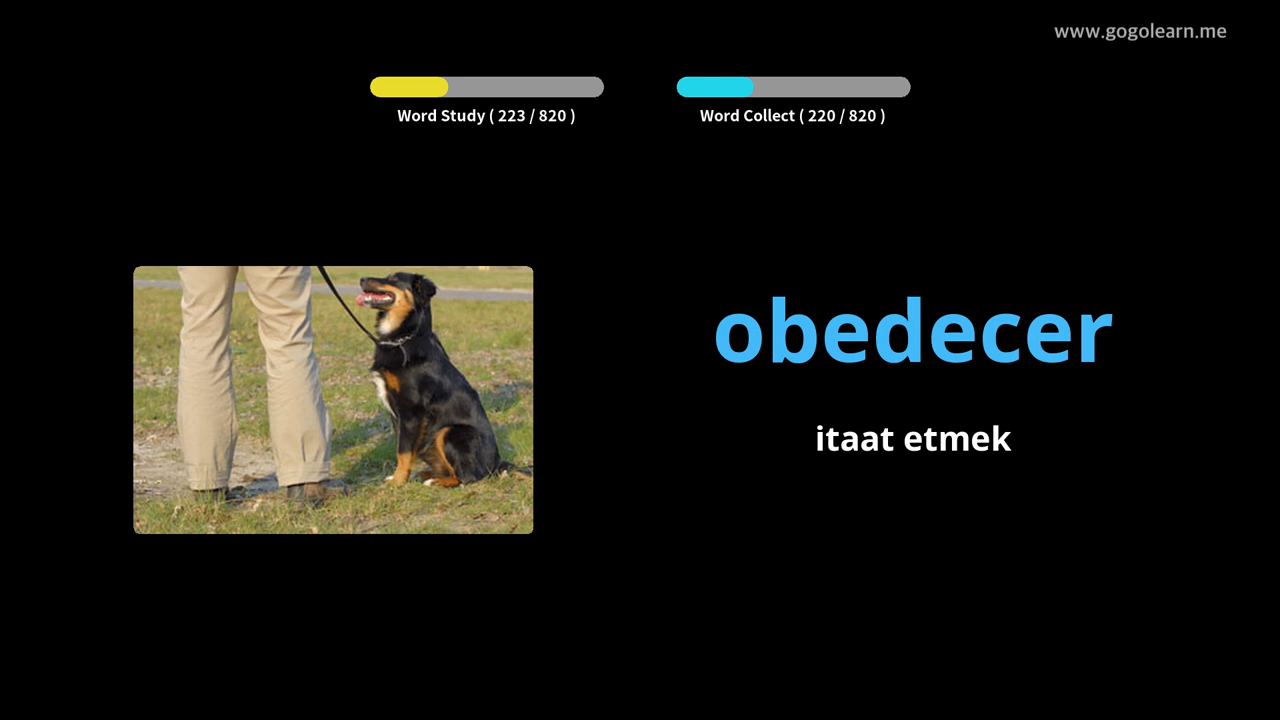 www.gogolearn.me
Word Study ( 223 / 820 )
Word Collect ( 220 / 820 )
obedecer
itaat etmek